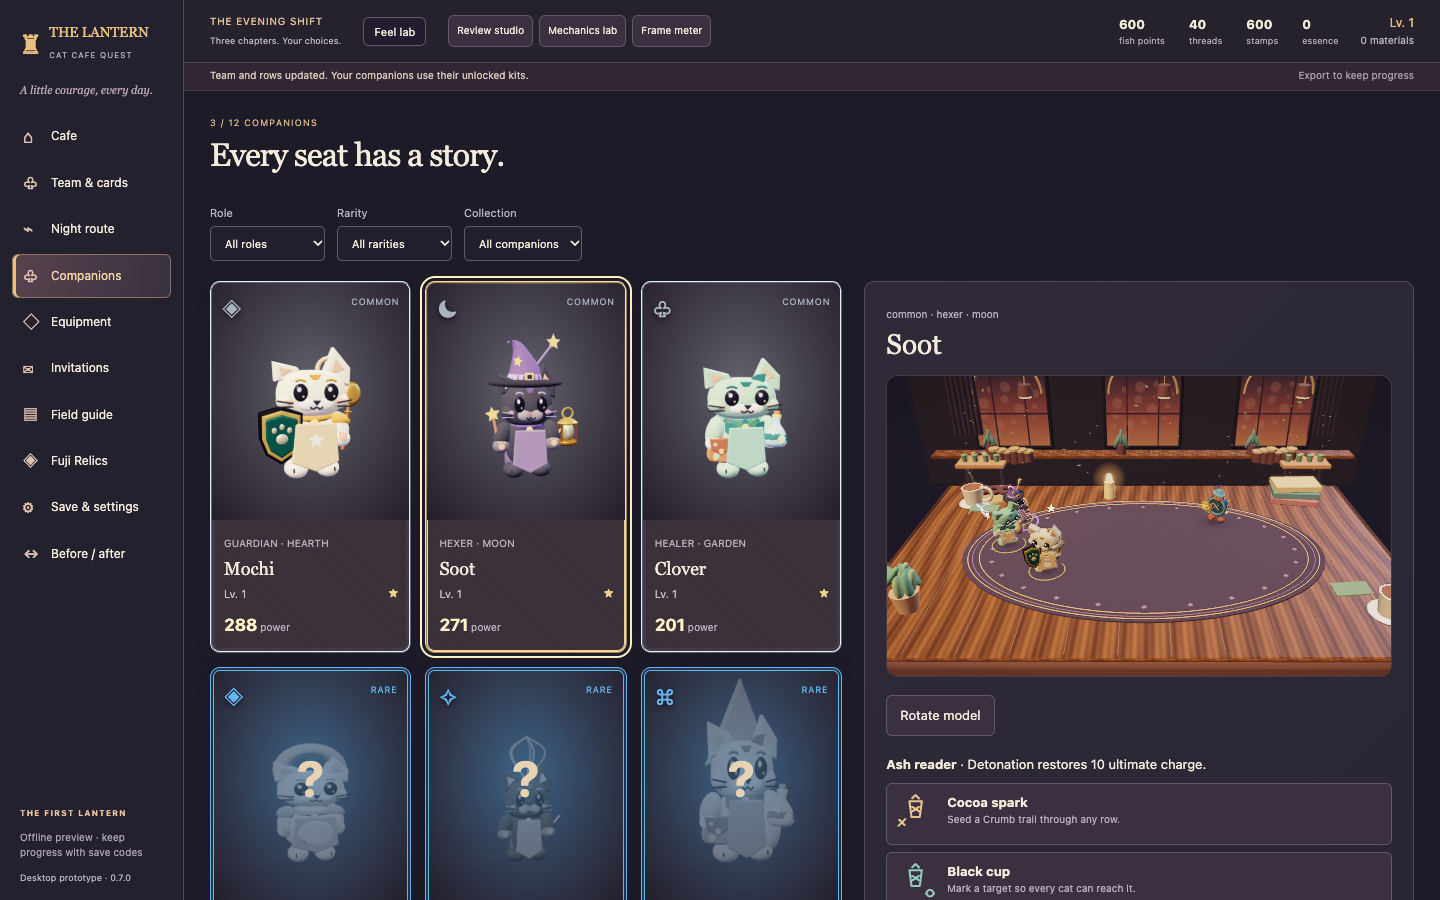 THE LANTERN
CAT CAFE QUEST
A little courage, every day.
Cafe
Team & cards
Night route
Companions
Equipment
Invitations
Field guide
Fuji Relics
Save & settings
Before / after
THE FIRST LANTERN
Offline preview · keep
progress with save codes
Desktop prototype · 0.7.0
THE EVENING SHIFT
Three chapters. Your choices.
Feel lab
Review studio
Mechanics lab
Frame meter
600
fish points
40
threads
600
stamps
0
essence
Lv. 1
0 materials
Team and rows updated. Your companions use their unlocked kits.
Export to keep progress
3 / 12 COMPANIONS
Every seat has a story.
Role
Rarity
Collection
All roles
All rarities
All companions
COMMON
GUARDIAN · HEARTH
Mochi
Lv. 1
288 power
COMMON
HEXER · MOON
Soot
Lv. 1
271 power
COMMON
HEALER · GARDEN
Clover
Lv. 1
201 power
RARE
?
RARE
?
RARE
?
common · hexer · moon
Soot
Rotate model
Ash reader · Detonation restores 10 ultimate charge.
Cocoa spark
Seed a Crumb trail through any row.
Black cup
Mark a target so every cat can reach it.